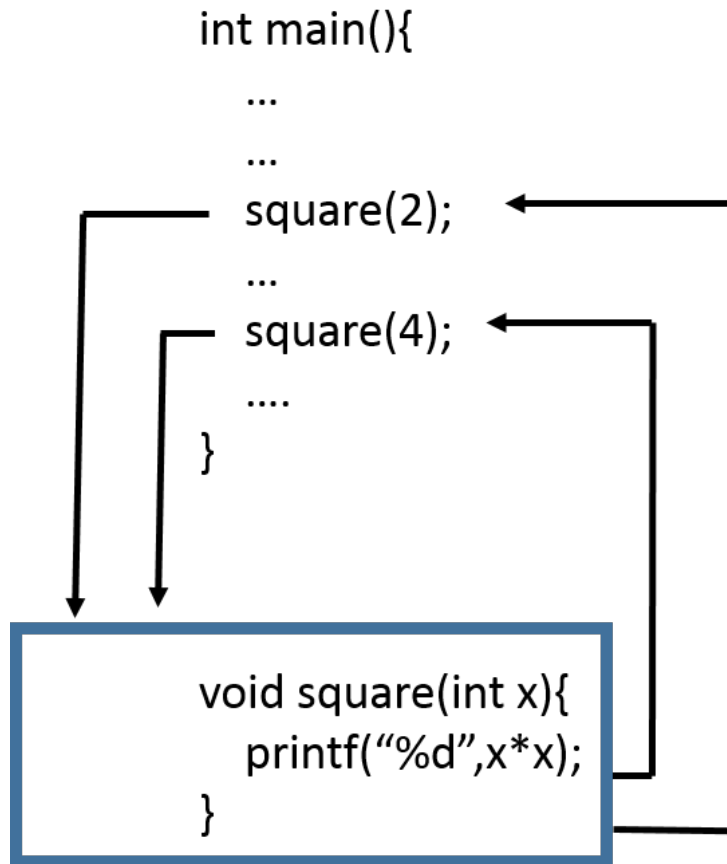 int main(){
...
...
square(2);
...
square(4);
....
}
void square(int x){
printf(“%d”,x*x);
}